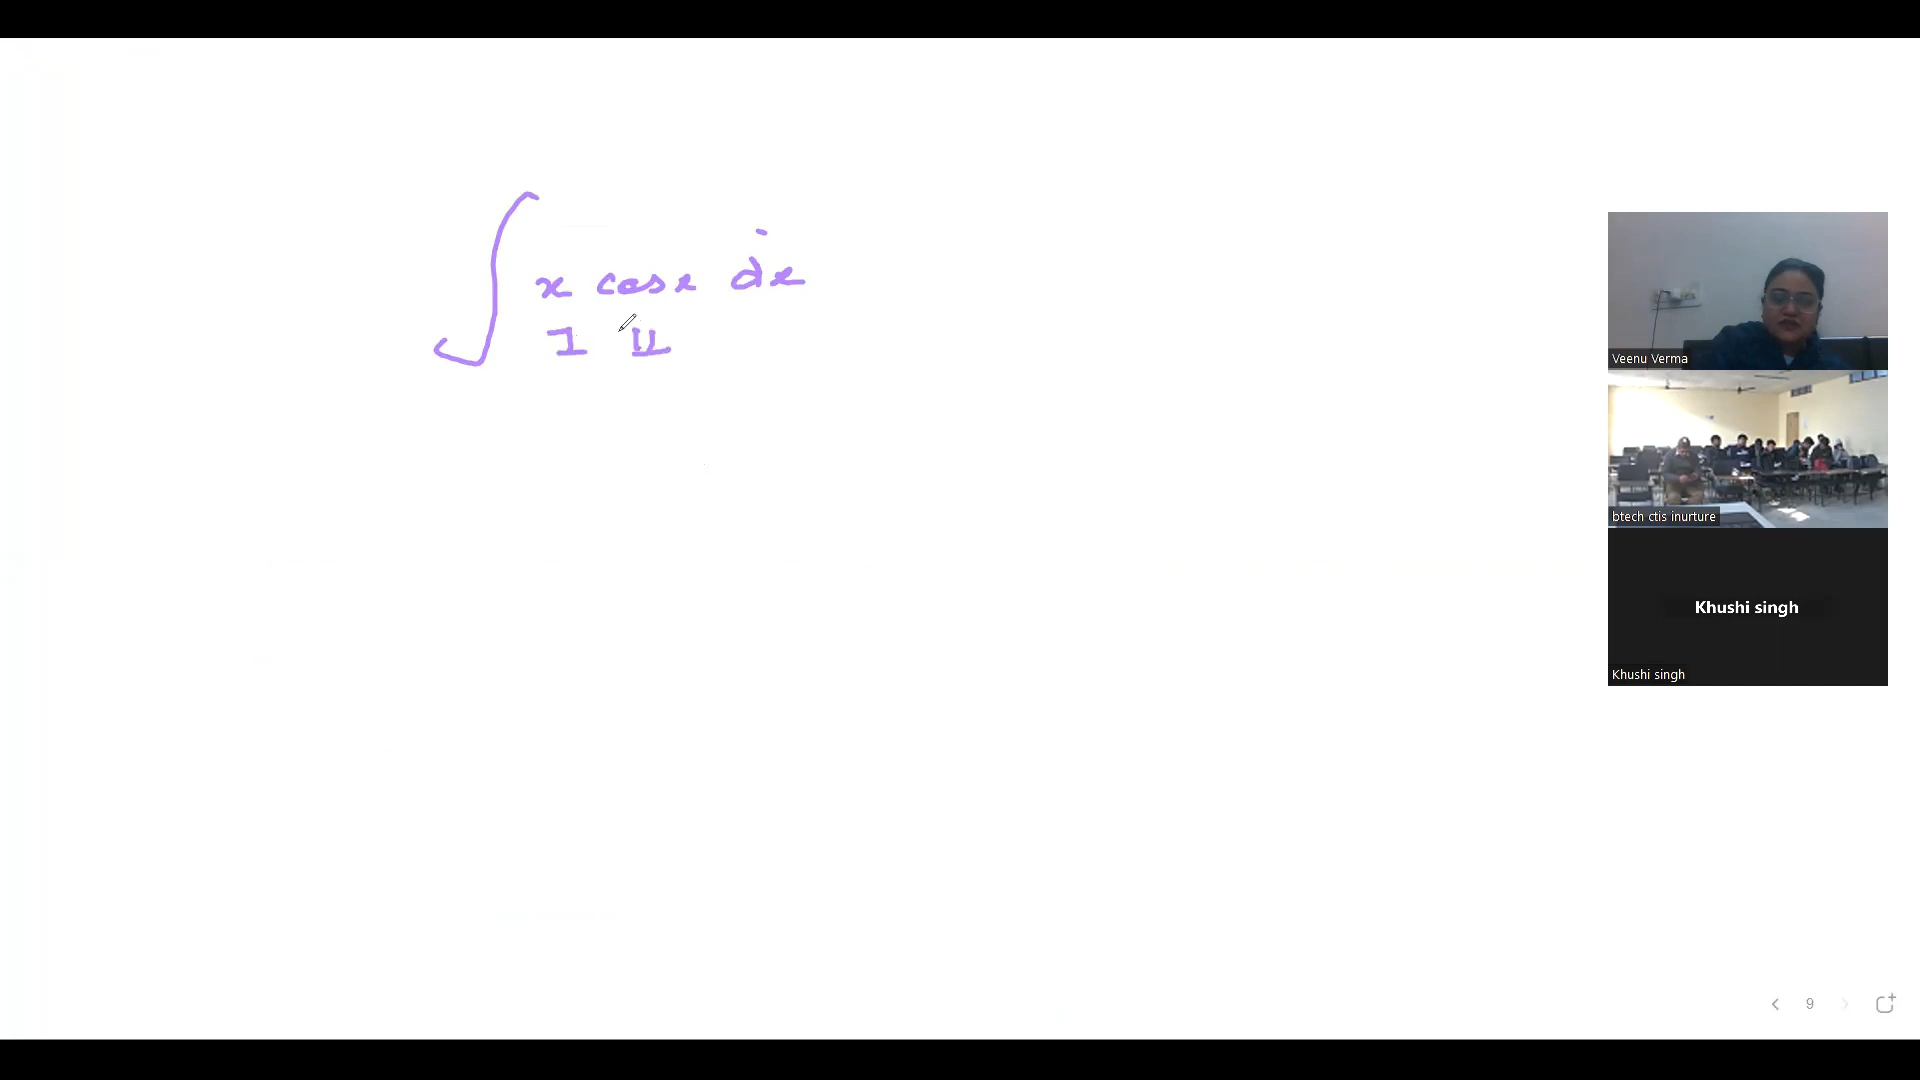 ∫ x cosx dx
I II
Veenu Verma
btech ctis inurture
Khushi singh
Khushi singh
9